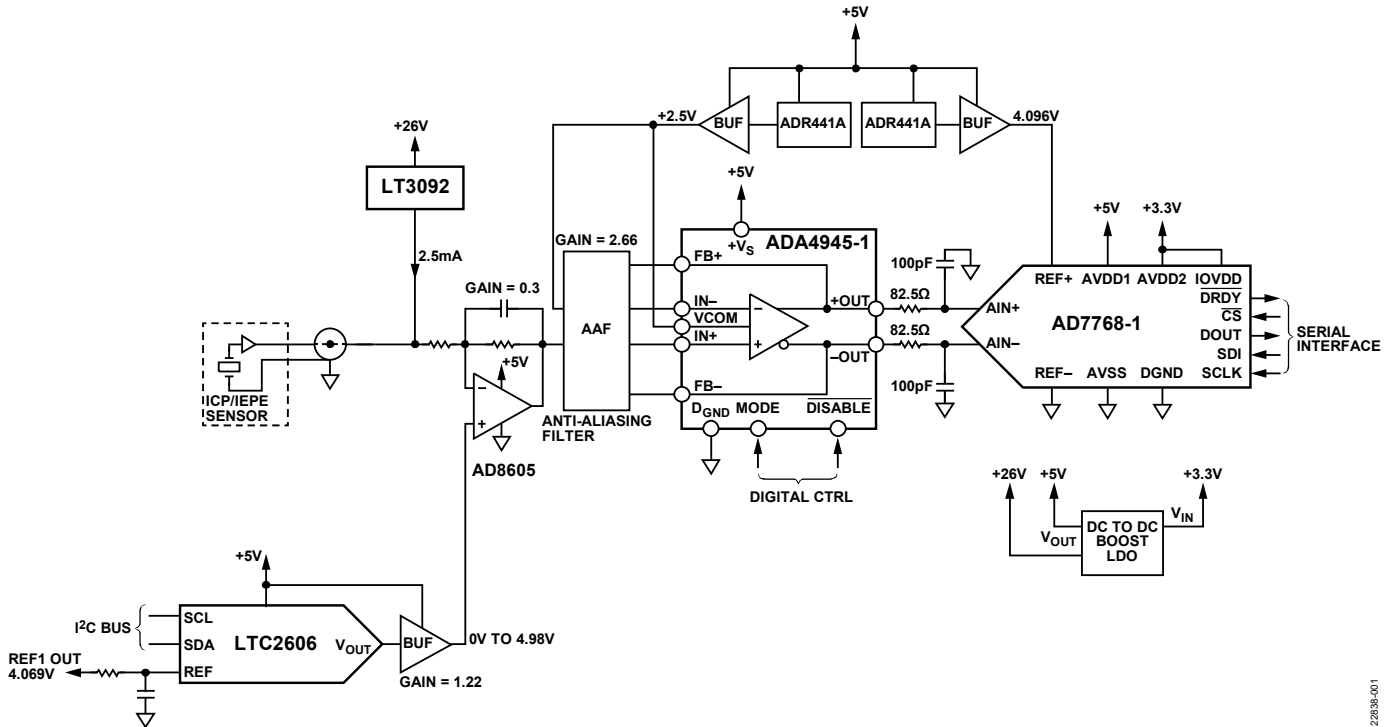 +5V
+2.5V
BUF
ADR441A
ADR441A
BUF
4.096V
+26V
LT3092
2.5mA
+5V
+5V
+3.3V
GAIN = 2.66
ADA4945-1
+VS
FB+
GAIN = 0.3
100pF
REF+
AVDD1
AVDD2
IOVDD
IN–
+OUT
82.5Ω
AIN+
DRDY
AAF
VCOM
AD7768-1
CS
IN+
82.5Ω
AIN–
DOUT
SERIAL
INTERFACE
–OUT
SDI
+5V
FB–
REF–
AVSS
DGND
SCLK
ICP/IEPE
SENSOR
100pF
DGND
MODE
DISABLE
ANTI-ALIASING
FILTER
AD8605
DIGITAL CTRL
+26V
+5V
+3.3V
VIN
VOUT
DC TO DC
BOOST
LDO
+5V
I2C BUS
SCL
SDA
REF
LTC2606
VOUT
BUF
0V TO 4.98V
GAIN = 1.22
REF1 OUT
4.069V
22838-001